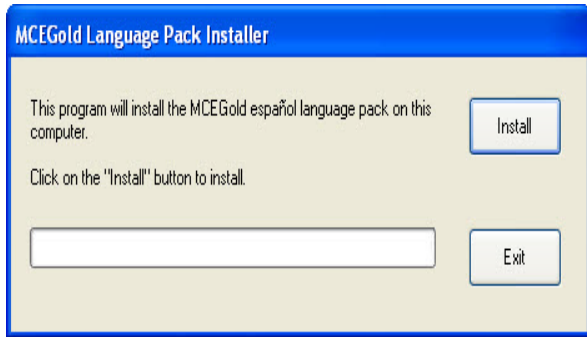 MCEGold Language Pack Installer
This program will install the MCEGold español language pack on this
computer.
Install
Click on the "Install" button to install.
Exit